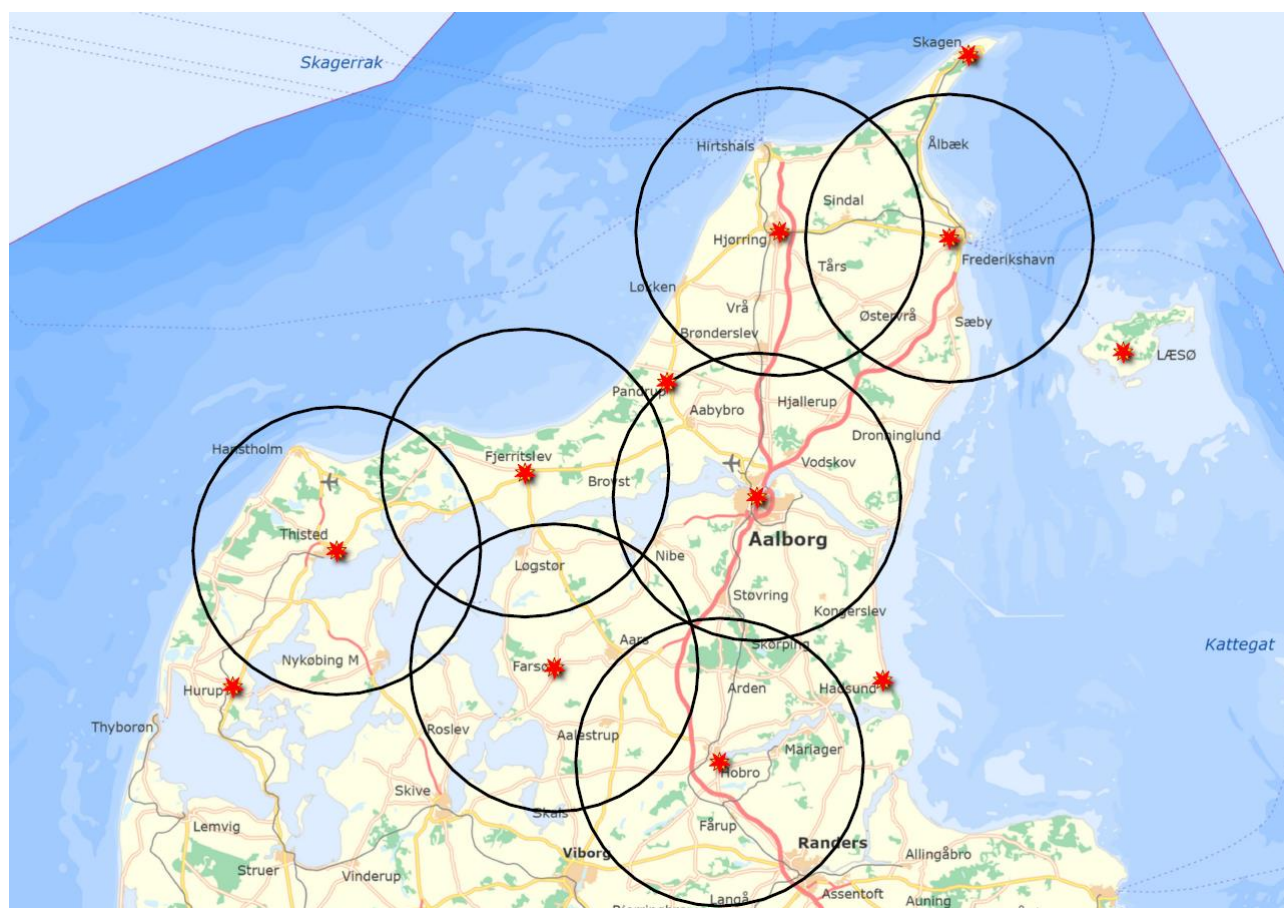 Skagen
Skagerrak
Hirtshals
Ålbæk
Sindal
Hjørring
Frederikshavn
Tårs
Løkken
Vrå
Østervrå
Sæby
Brønderslev
LÆSØ
Pandrup
Hjallerup
Aabybro
Dronninglund
Hanstholm
Fjerritslev
Vodskov
Brovst
Thisted
Aalborg
Nibe
Løgstør
Støvring
Kongerslev
Aars
Skørping
Kattegat
Nykøbing M
Farsø
Hurup
Arden
Hadsund
Thyborøn
Roslev
Aalestrup
Mariager
Hobro
Skive
Skals
Fårup
Lemvig
Randers
Viborg
Allingåbro
Struer
Vinderup
Langå
Assentoft
Auning